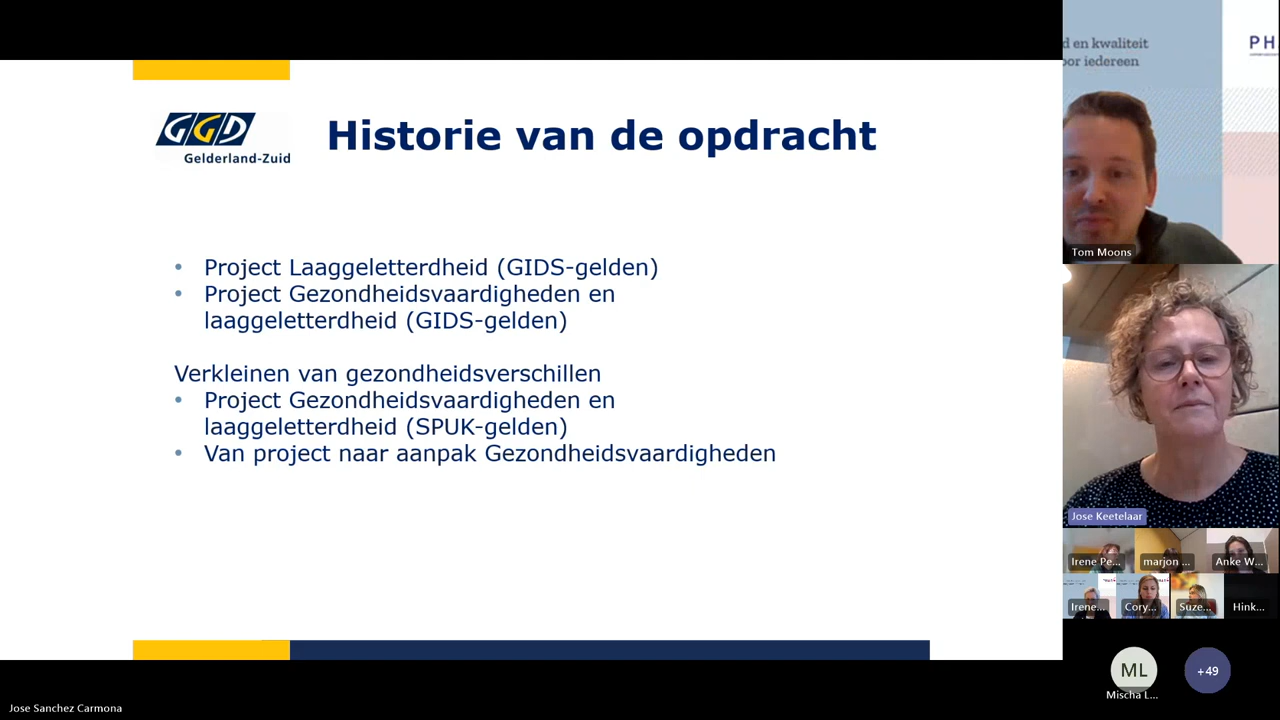 GGD
Gelderland-Zuid
Historie van de opdracht
• Project Laaggeletterdheid (GIDS-gelden)
• Project Gezondheidsvaardigheden en
laaggeletterdheid (GIDS-gelden)
Verkleinen van gezondheidsverschillen
• Project Gezondheidsvaardigheden en
laaggeletterdheid (SPUK-gelden)
• Van project naar aanpak Gezondheidsvaardigheden
d en kwaliteit
oor iedereen
PH
Tom Moons
Jose Keetelaar
Irene Pe...
marjon ...
Anke W...
Irene...
Cory...
Suze...
Hink...
ML
+49
Mischa L...
Jose Sanchez Carmona